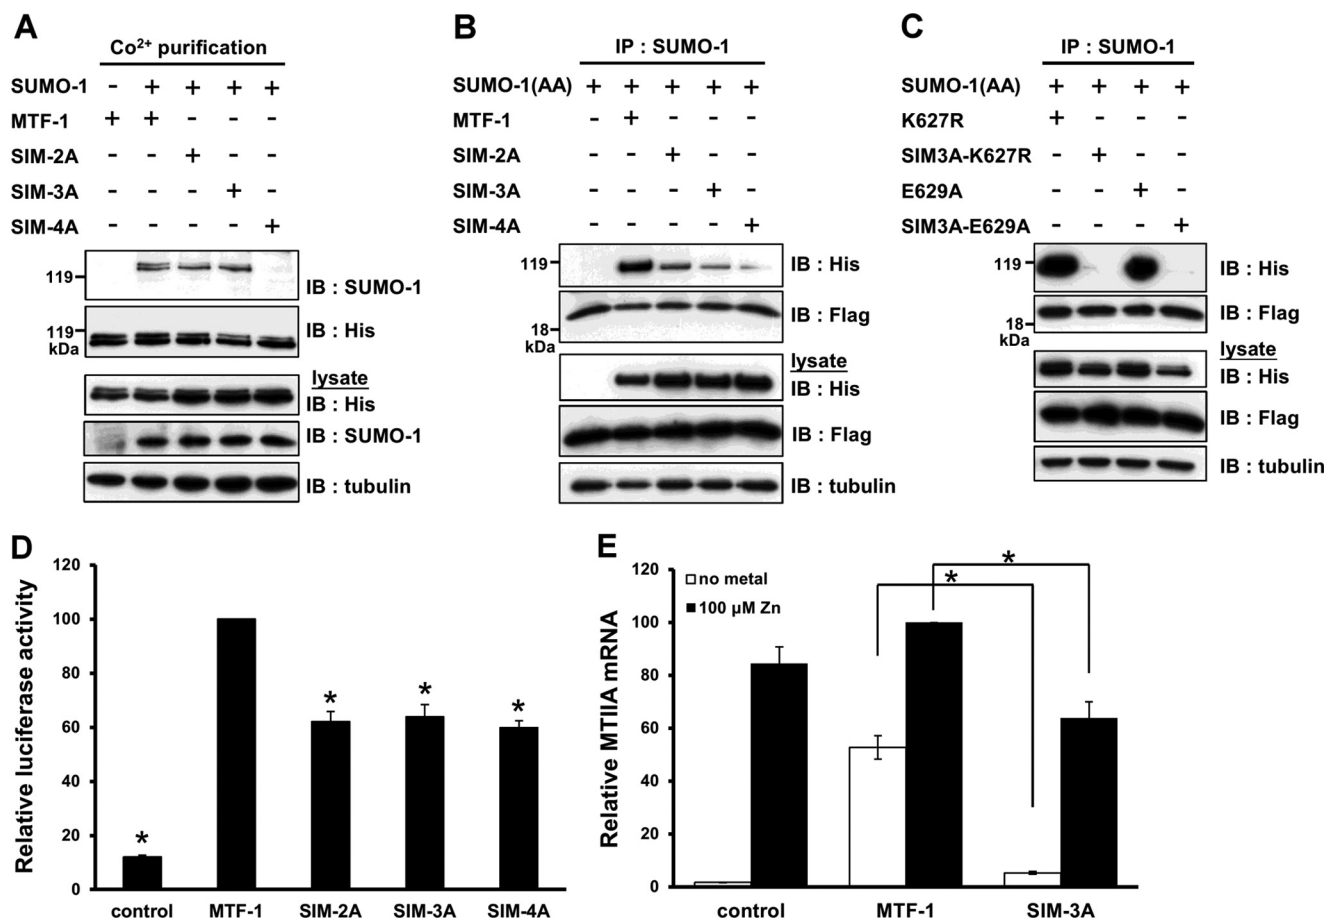 A
Co²⁺ purification
SUMO-1 - + + + +
MTF-1 + + - - -
SIM-2A - - + - -
SIM-3A - - - + -
SIM-4A - - - - +
119
IB : SUMO-1
119
kDa
IB : His
lysate
IB : His
IB : SUMO-1
IB : tubulin
B
IP : SUMO-1
SUMO-1(AA) + + + + +
MTF-1 - + - - -
SIM-2A - - + - -
SIM-3A - - - + -
SIM-4A - - - - +
119
IB : His
IB : Flag
18
kDa
lysate
IB : His
IB : Flag
IB : tubulin
C
IP : SUMO-1
SUMO-1(AA) + + + +
K627R + - - -
SIM3A-K627R - + - -
E629A - - + -
SIM3A-E629A - - - +
119
IB : His
IB : Flag
18
kDa
lysate
IB : His
IB : Flag
IB : tubulin
D
Relative luciferase activity
120
100
80
60
40
20
0
* * * *
control MTF-1 SIM-2A SIM-3A SIM-4A
E
Relative MTIIA mRNA
120
100
80
60
40
20
0
no metal
100 µM Zn
* *
control MTF-1 SIM-3A